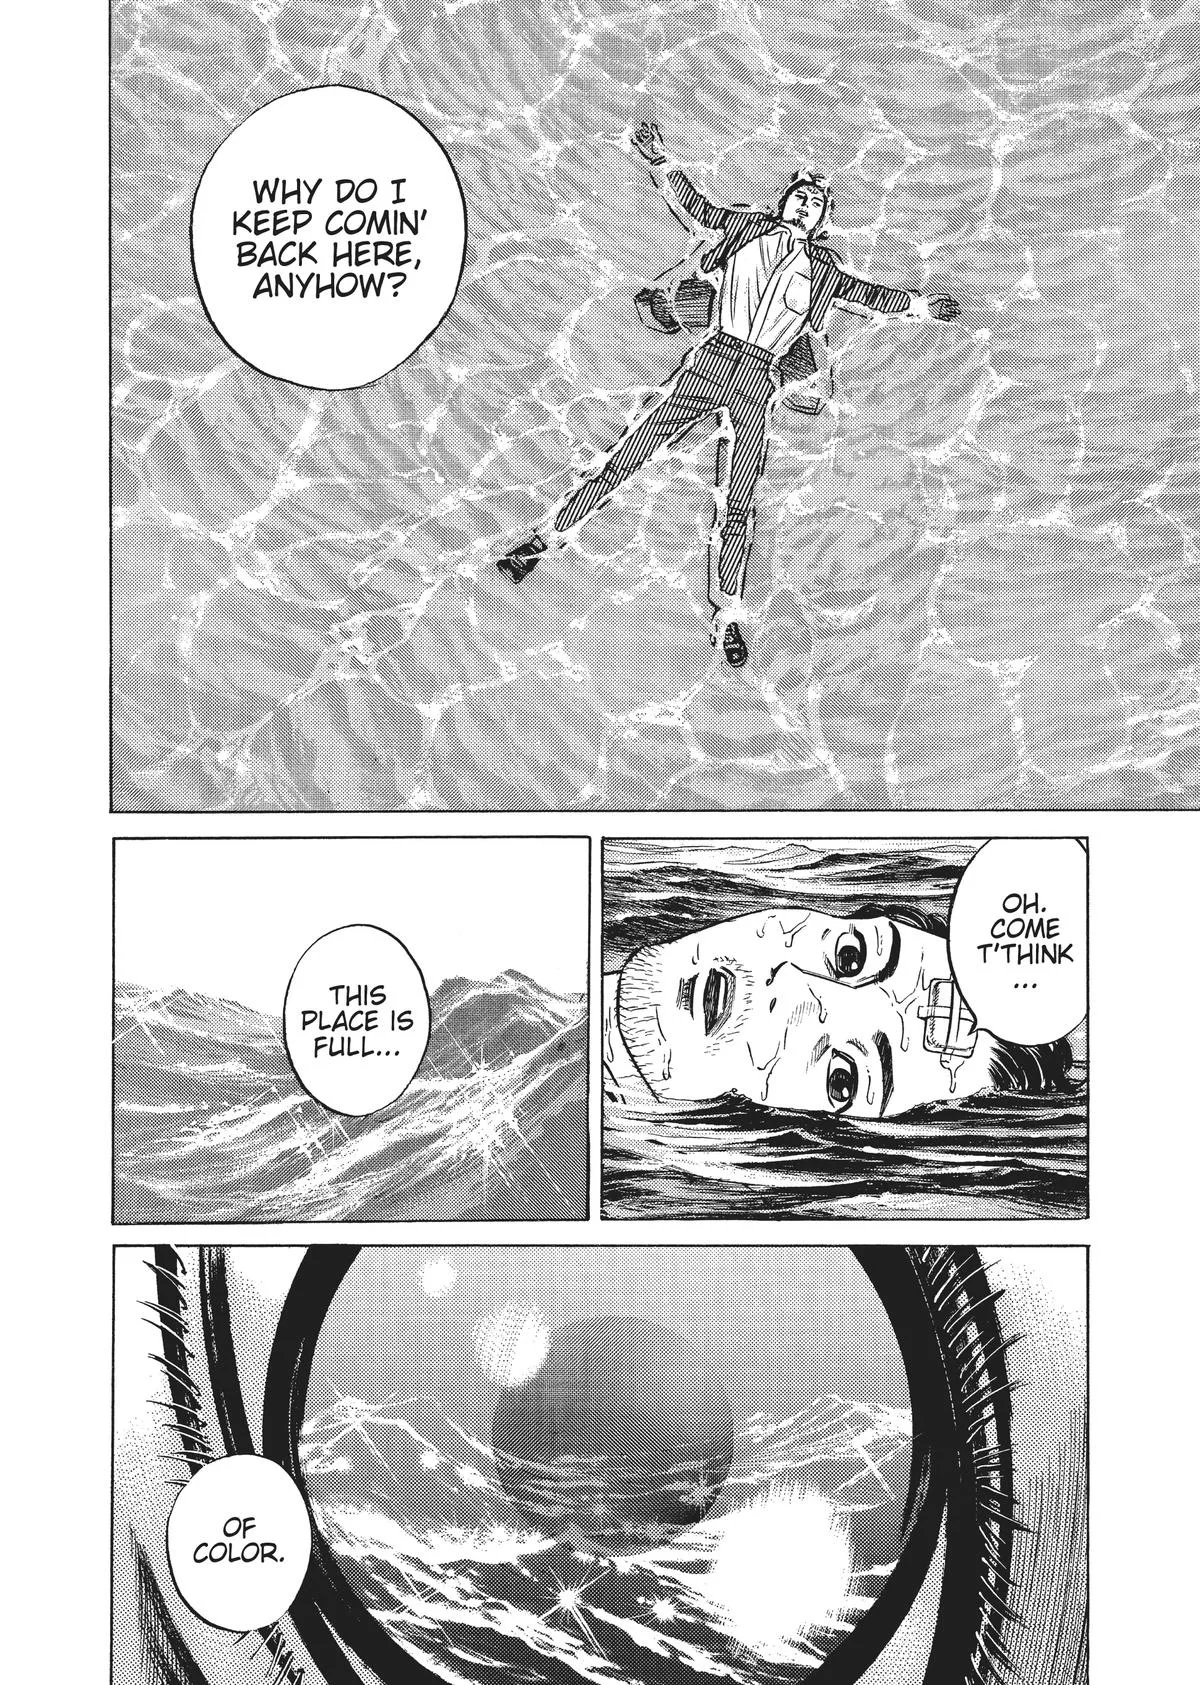 WHY DO I
KEEP COMIN'
BACK HERE,
ANYHOW?
OH.
COME
T'THINK
...
THIS
PLACE IS
FULL...
OF
COLOR.